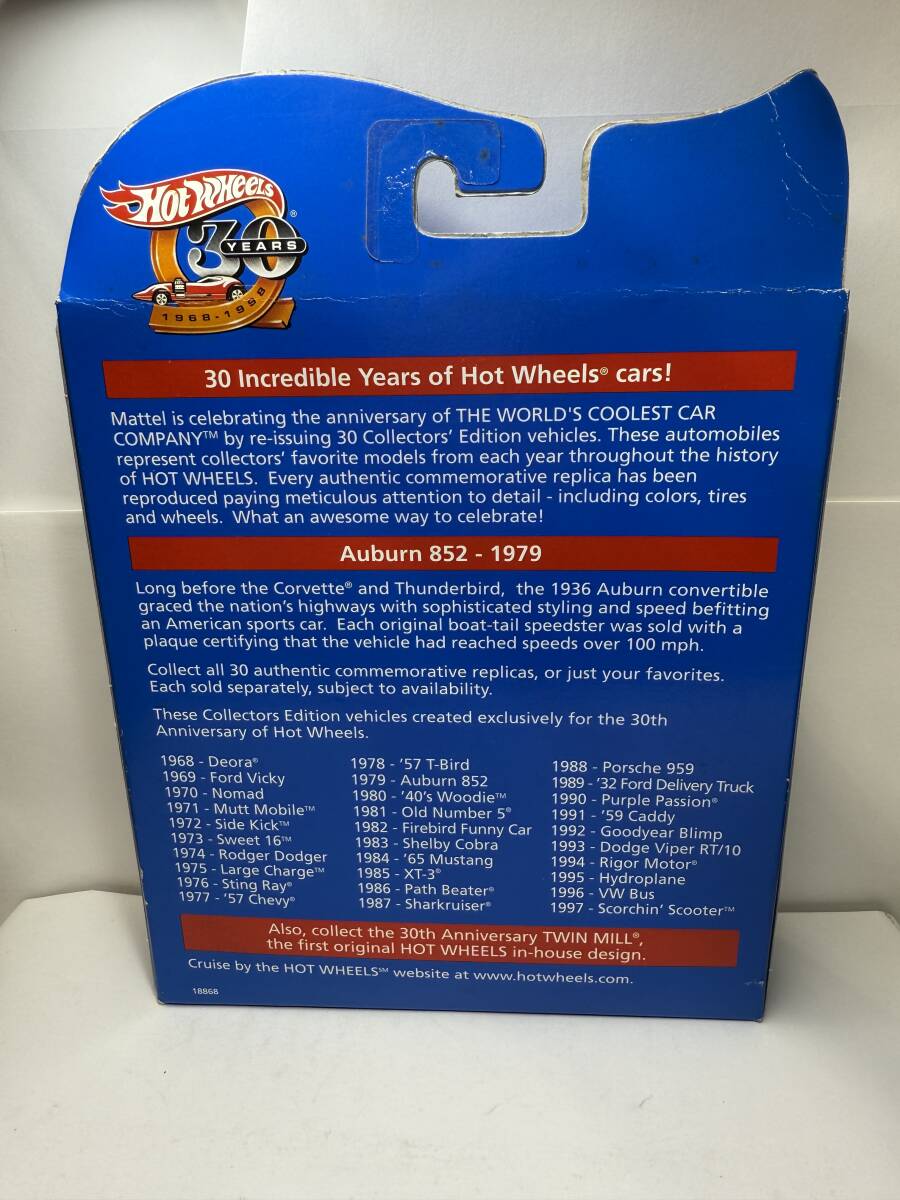 Hot Wheels®
30 YEARS
1968-1998
30 Incredible Years of Hot Wheels® cars!
Mattel is celebrating the anniversary of THE WORLD'S COOLEST CAR
COMPANY™ by re-issuing 30 Collectors' Edition vehicles. These automobiles
represent collectors' favorite models from each year throughout the history
of HOT WHEELS. Every authentic commemorative replica has been
reproduced paying meticulous attention to detail - including colors, tires
and wheels. What an awesome way to celebrate!
Auburn 852 - 1979
Long before the Corvette® and Thunderbird, the 1936 Auburn convertible
graced the nation's highways with sophisticated styling and speed befitting
an American sports car. Each original boat-tail speedster was sold with a
plaque certifying that the vehicle had reached speeds over 100 mph.
Collect all 30 authentic commemorative replicas, or just your favorites.
Each sold separately, subject to availability.
These Collectors Edition vehicles created exclusively for the 30th
Anniversary of Hot Wheels.
1968 - Deora®
1969 - Ford Vicky
1970 - Nomad
1971 - Mutt Mobile™
1972 - Side Kick™
1973 - Sweet 16™
1974 - Rodger Dodger
1975 - Large Charge™
1976 - Sting Ray®
1977 - '57 Chevy®
1978 - '57 T-Bird
1979 - Auburn 852
1980 - '40's Woodie™
1981 - Old Number 5®
1982 - Firebird Funny Car
1983 - Shelby Cobra
1984 - '65 Mustang
1985 - XT-3®
1986 - Path Beater®
1987 - Sharkruiser®
1988 - Porsche 959
1989 - '32 Ford Delivery Truck
1990 - Purple Passion®
1991 - '59 Caddy
1992 - Goodyear Blimp
1993 - Dodge Viper RT/10
1994 - Rigor Motor®
1995 - Hydroplane
1996 - VW Bus
1997 - Scorchin' Scooter™
Also, collect the 30th Anniversary TWIN MILL®,
the first original HOT WHEELS in-house design.
Cruise by the HOT WHEELS℠ website at www.hotwheels.com.
18868